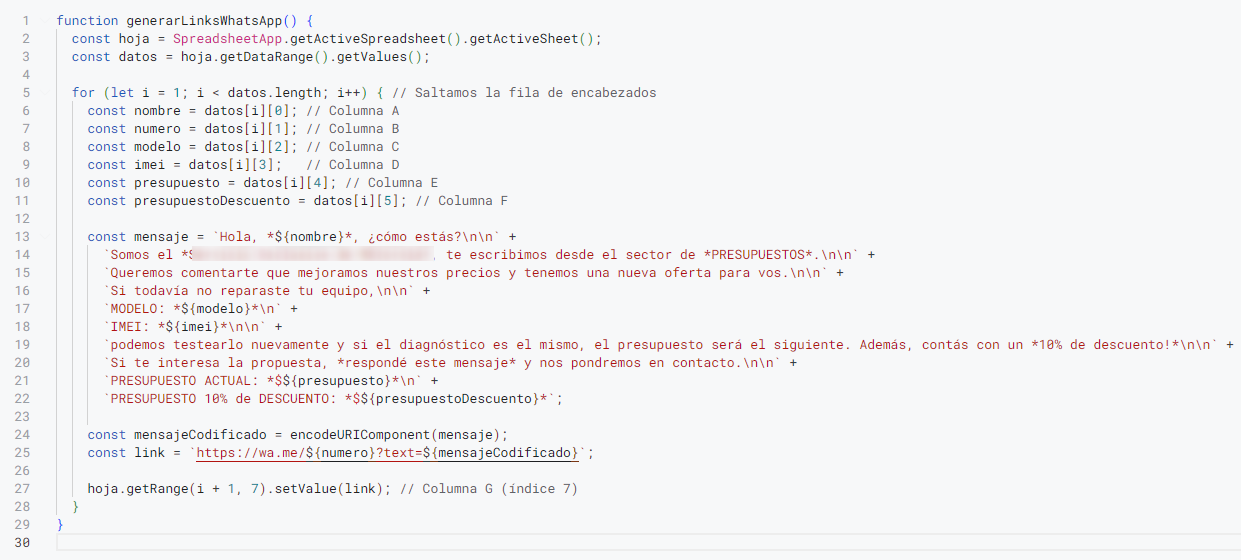 1 function generarLinksWhatsApp() {
2 const hoja = SpreadsheetApp.getActiveSpreadsheet().getActiveSheet();
3 const datos = hoja.getDataRange().getValues();
4
5 for (let i = 1; i < datos.length; i++) { // Saltamos la fila de encabezados
6 const nombre = datos[i][0]; // Columna A
7 const numero = datos[i][1]; // Columna B
8 const modelo = datos[i][2]; // Columna C
9 const imei = datos[i][3];   // Columna D
10 const presupuesto = datos[i][4]; // Columna E
11 const presupuestoDescuento = datos[i][5]; // Columna F
12
13 const mensaje = `Hola, *${nombre}*, ¿cómo estás?\n\n` +
14 `Somos el * , te escribimos desde el sector de *PRESUPUESTOS*.\n\n` +
15 `Queremos comentarte que mejoramos nuestros precios y tenemos una nueva oferta para vos.\n\n` +
16 `Si todavía no reparaste tu equipo,\n\n` +
17 `MODELO: *${modelo}*\n` +
18 `IMEI: *${imei}*\n\n` +
19 `podemos testearlo nuevamente y si el diagnóstico es el mismo, el presupuesto será el siguiente. Además, contás con un *10% de descuento!*\n\n` +
20 `Si te interesa la propuesta, *respondé este mensaje* y nos pondremos en contacto.\n\n` +
21 `PRESUPUESTO ACTUAL: *$${presupuesto}*\n` +
22 `PRESUPUESTO 10% de DESCUENTO: *$${presupuestoDescuento}*`;
23
24 const mensajeCodificado = encodeURIComponent(mensaje);
25 const link = `https://wa.me/${numero}?text=${mensajeCodificado}`;
26
27 hoja.getRange(i + 1, 7).setValue(link); // Columna G (índice 7)
28 }
29 }
30